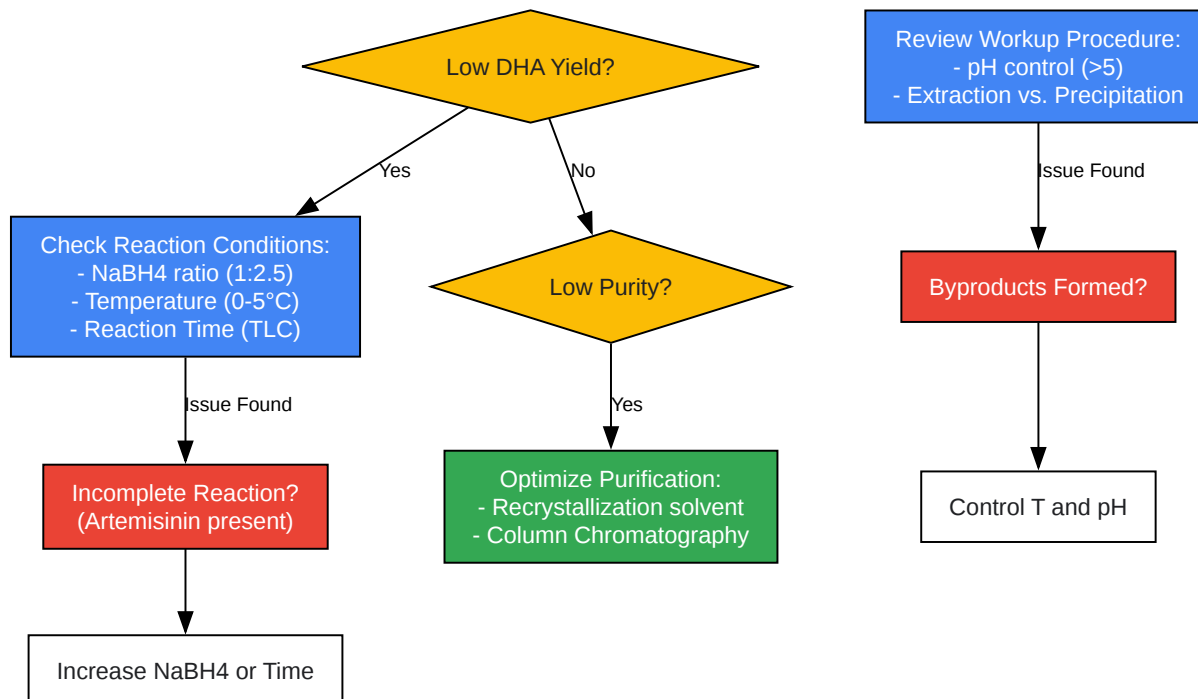 Low DHA Yield?
Yes
No
Check Reaction Conditions:
- NaBH4 ratio (1:2.5)
- Temperature (0-5°C)
- Reaction Time (TLC)
Issue Found
Incomplete Reaction?
(Artemisinin present)
Increase NaBH4 or Time
Low Purity?
Yes
Optimize Purification:
- Recrystallization solvent
- Column Chromatography
Review Workup Procedure:
- pH control (>5)
- Extraction vs. Precipitation
Issue Found
Byproducts Formed?
Control T and pH